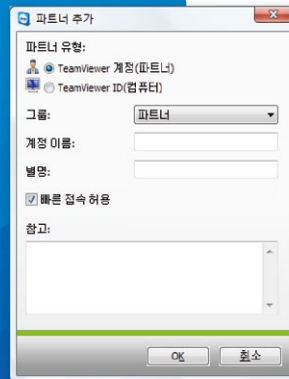 파트너 추가
파트너 유형:
TeamViewer 계정(파트너)
TeamViewer ID(컴퓨터)
그룹: 파트너
계정 이름:
별명:
빠른 접속 허용
참고:
OK 취소